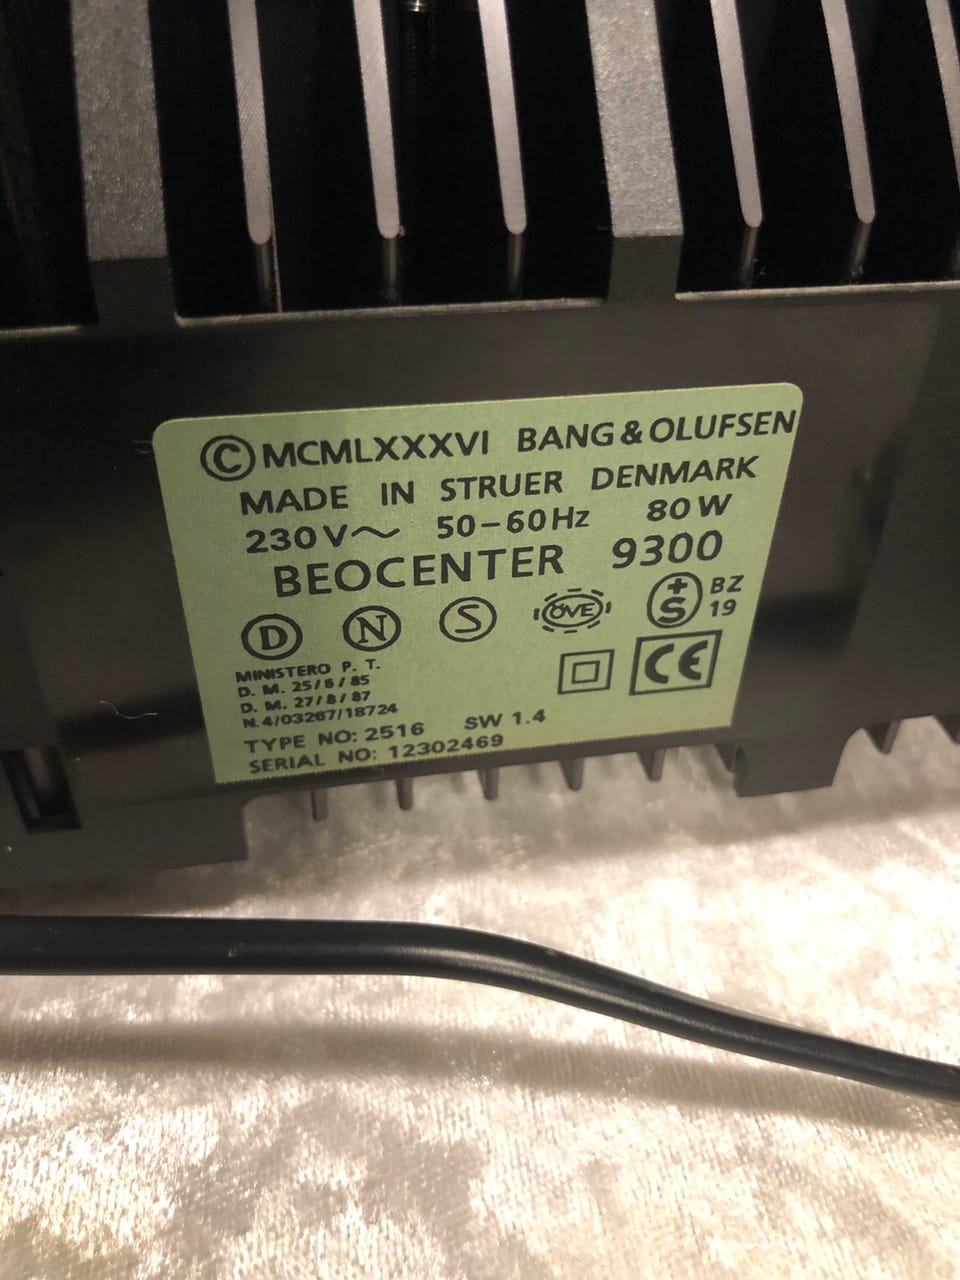 © MCMLXXXVI BANG & OLUFSEN
MADE IN STRUER DENMARK
230V~ 50-60Hz 80W
BEOCENTER 9300
D N S ÖVE +S BZ 19
CE
MINISTERO P. T.
D. M. 25/6/85
D. M. 27/8/87
N.4/03267/18724
TYPE NO: 2516 SW 1.4
SERIAL NO: 12302469